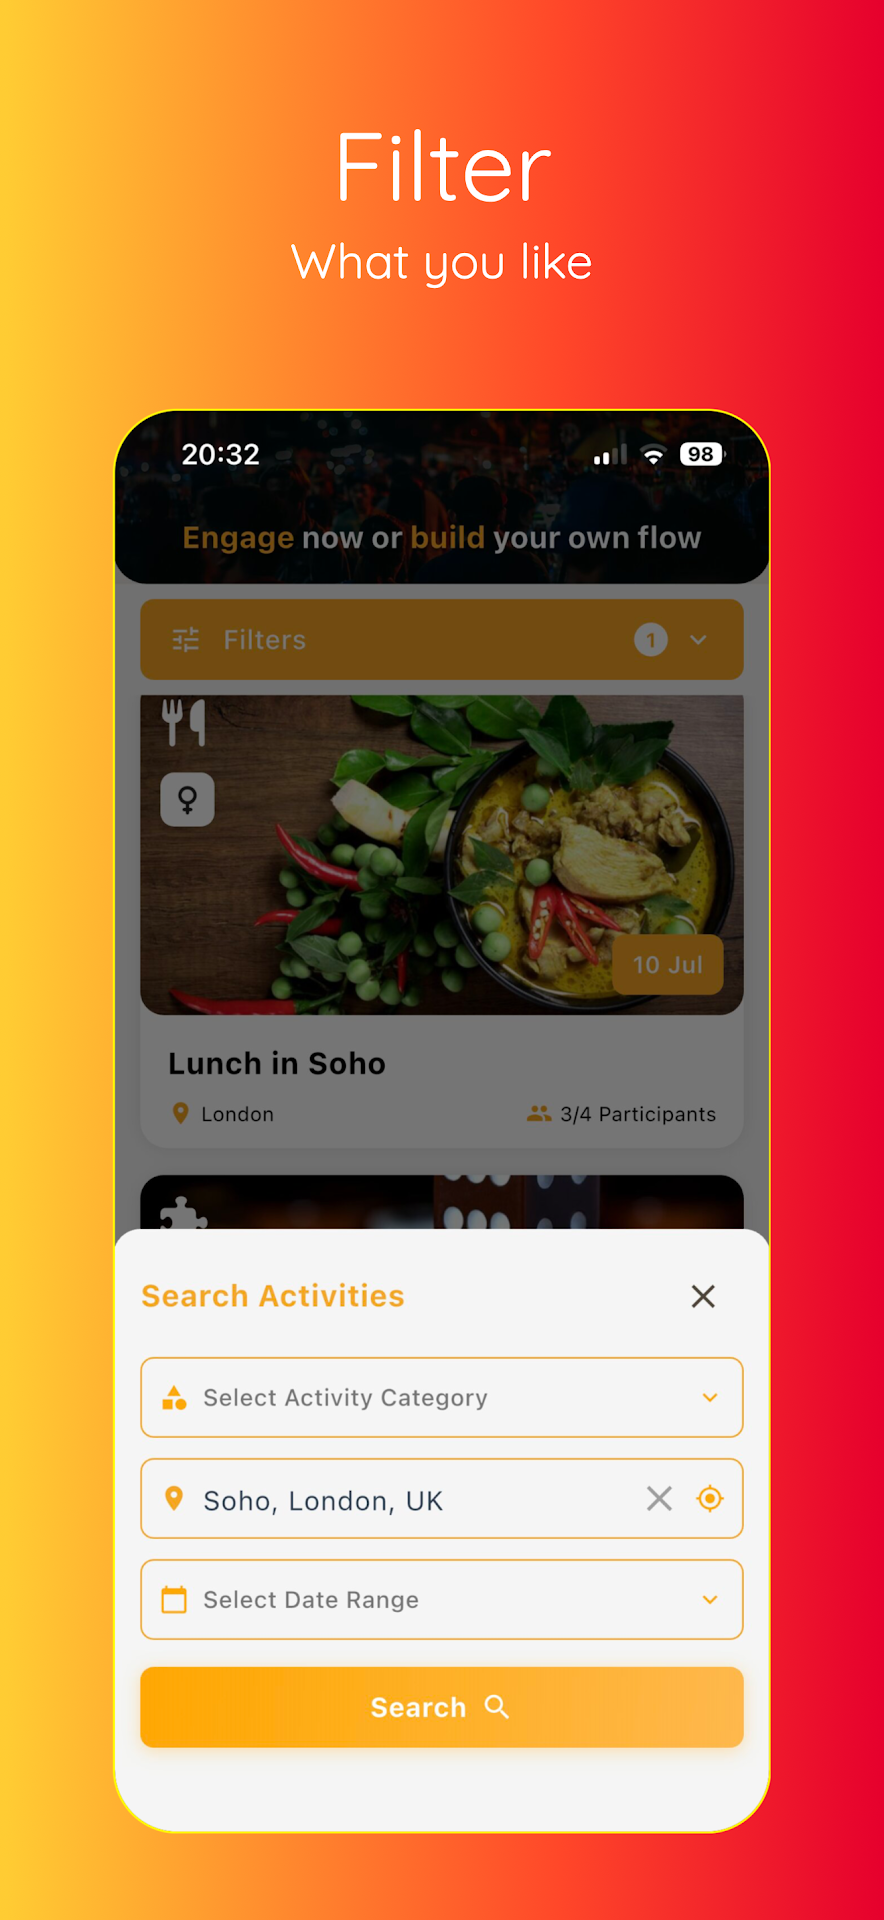 Filter
What you like
20:32
98
Engage now or build your own flow
Filters
1
10 Jul
Lunch in Soho
London
3/4 Participants
Search Activities
Select Activity Category
Soho, London, UK
Select Date Range
Search